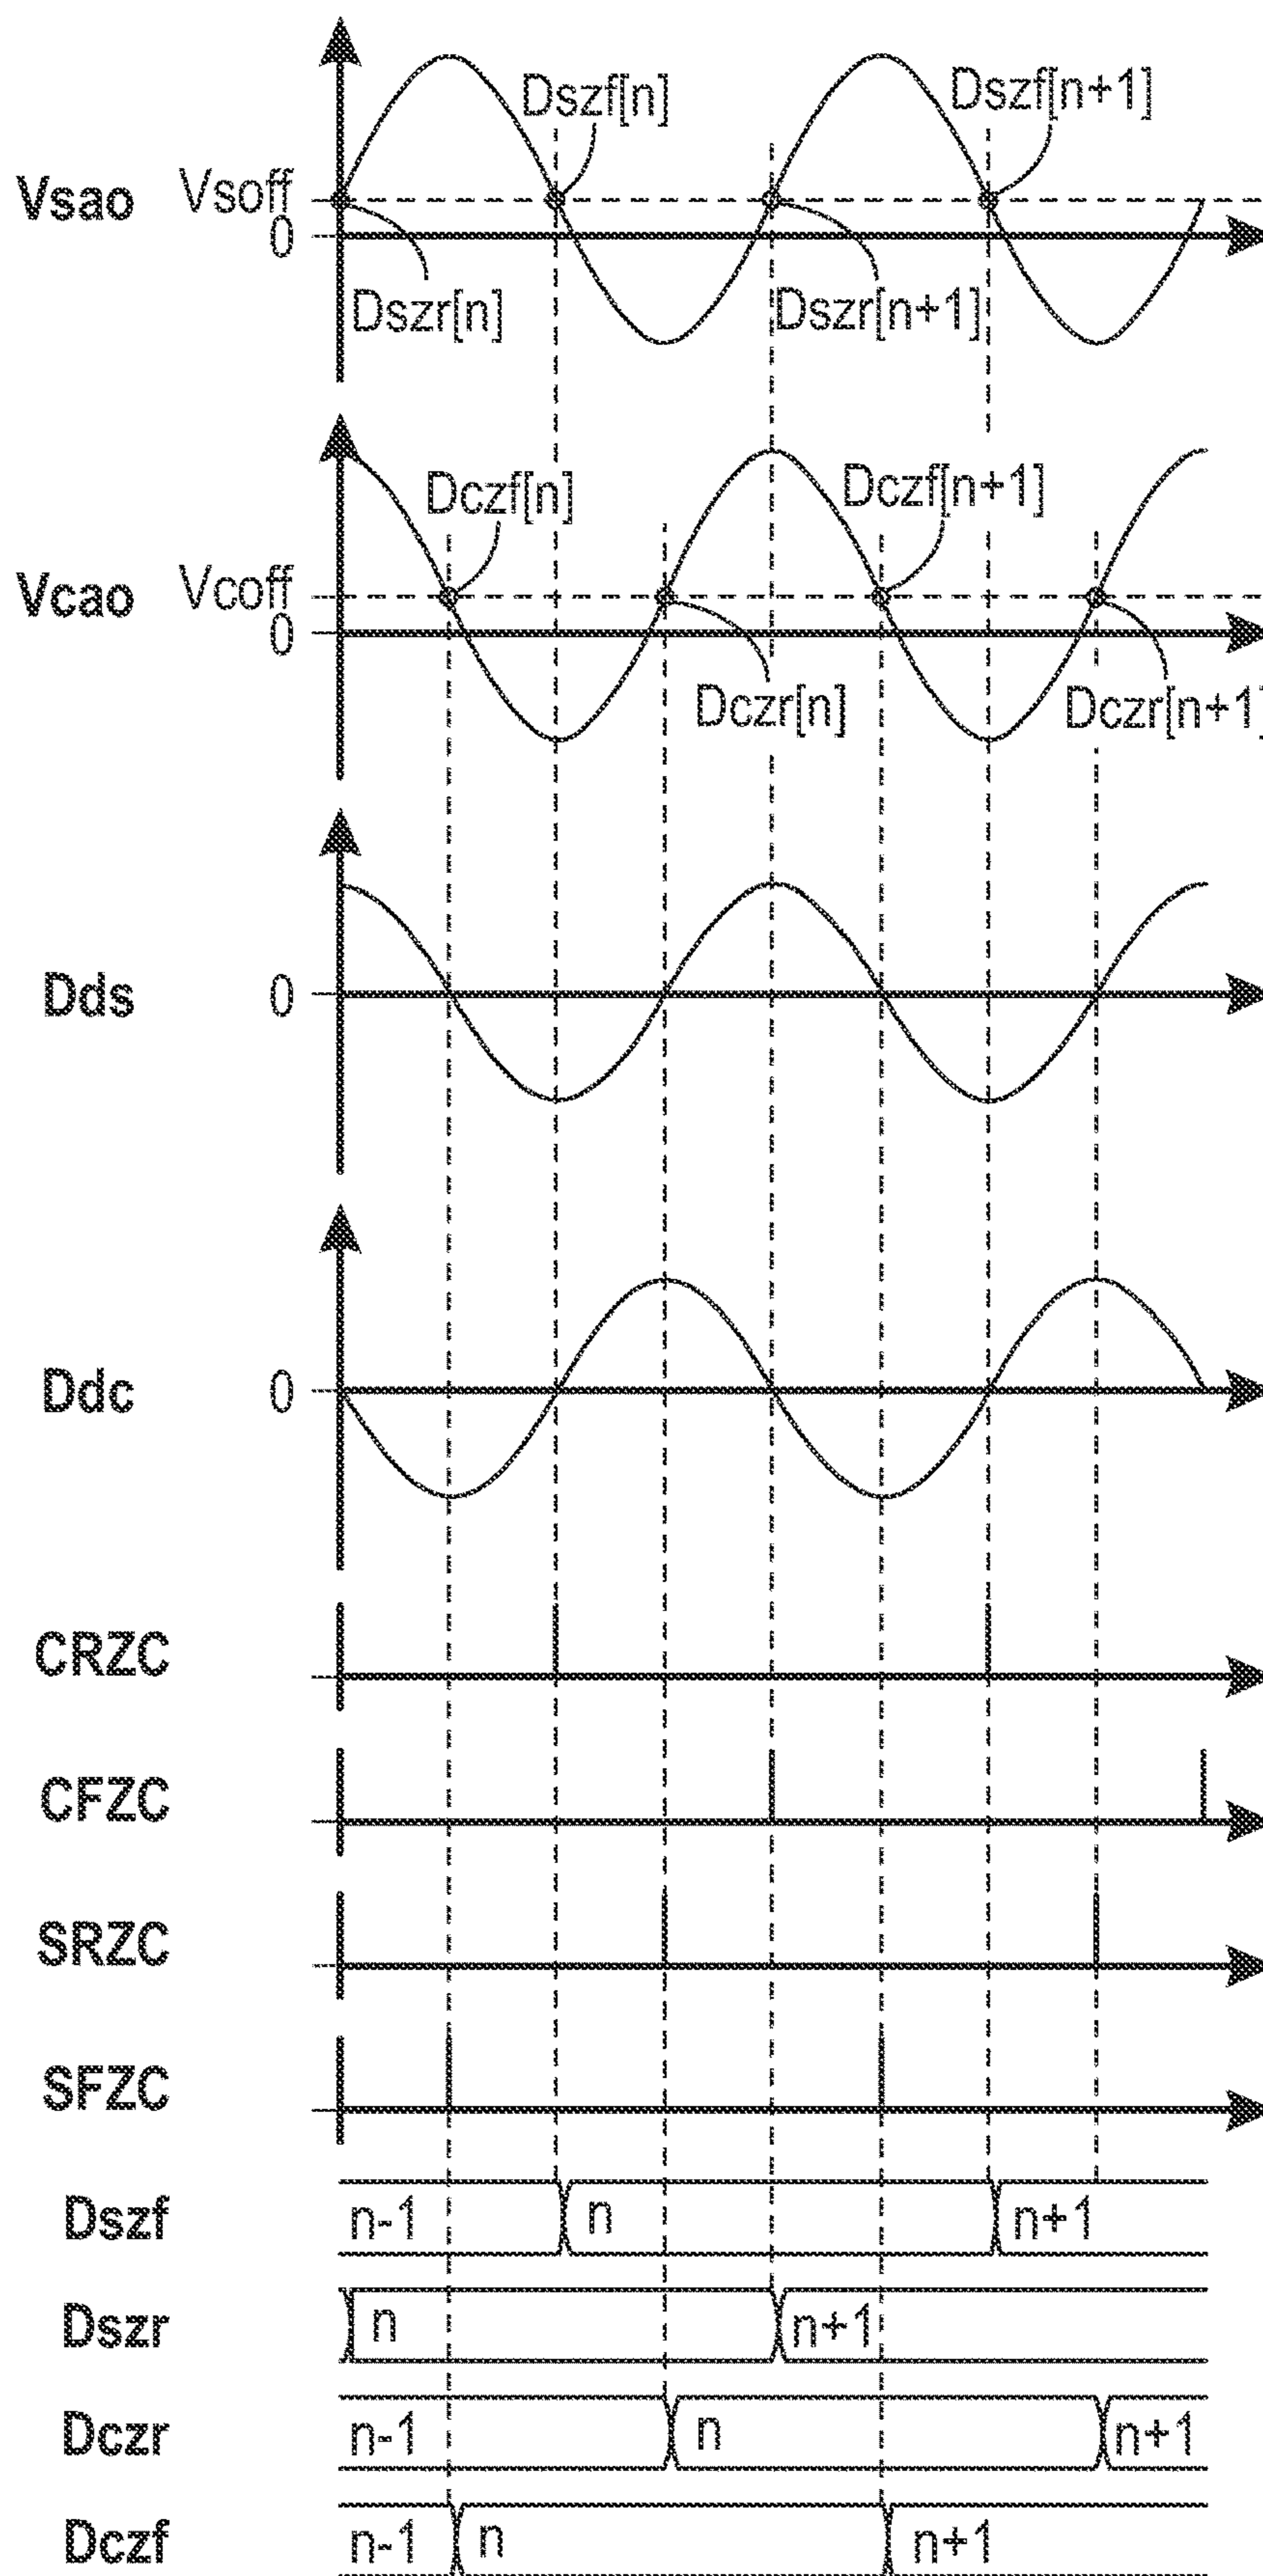 Dszf[n]
Dszf[n+1]
Vsao
Vsoff
0
Dszr[n]
Dszr[n+1]
Dczf[n]
Dczf[n+1]
Vcao
Vcoff
0
Dczr[n]
Dczr[n+1]
Dds
0
Ddc
0
CRZC
CFZC
SRZC
SFZC
Dszf n-1 n n+1
Dszr n n+1
Dczr n-1 n n+1
Dczf n-1 n n+1